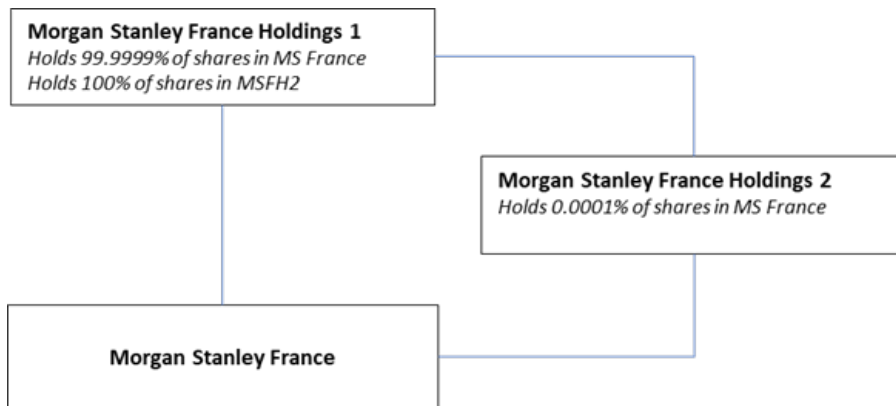 Morgan Stanley France Holdings 1
Holds 99.9999% of shares in MS France
Holds 100% of shares in MSFH2
Morgan Stanley France Holdings 2
Holds 0.0001% of shares in MS France
Morgan Stanley France